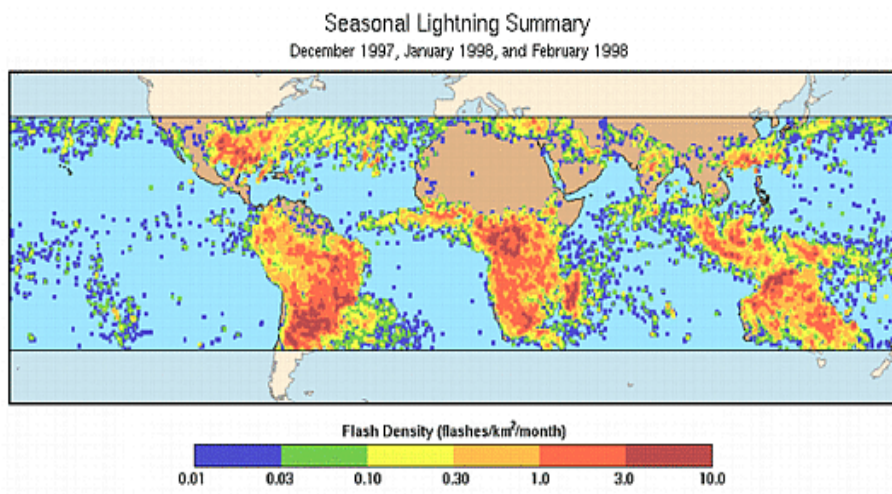 Seasonal Lightning Summary
December 1997, January 1998, and February 1998
Flash Density (flashes/km²/month)
0.01 0.03 0.10 0.30 1.0 3.0 10.0